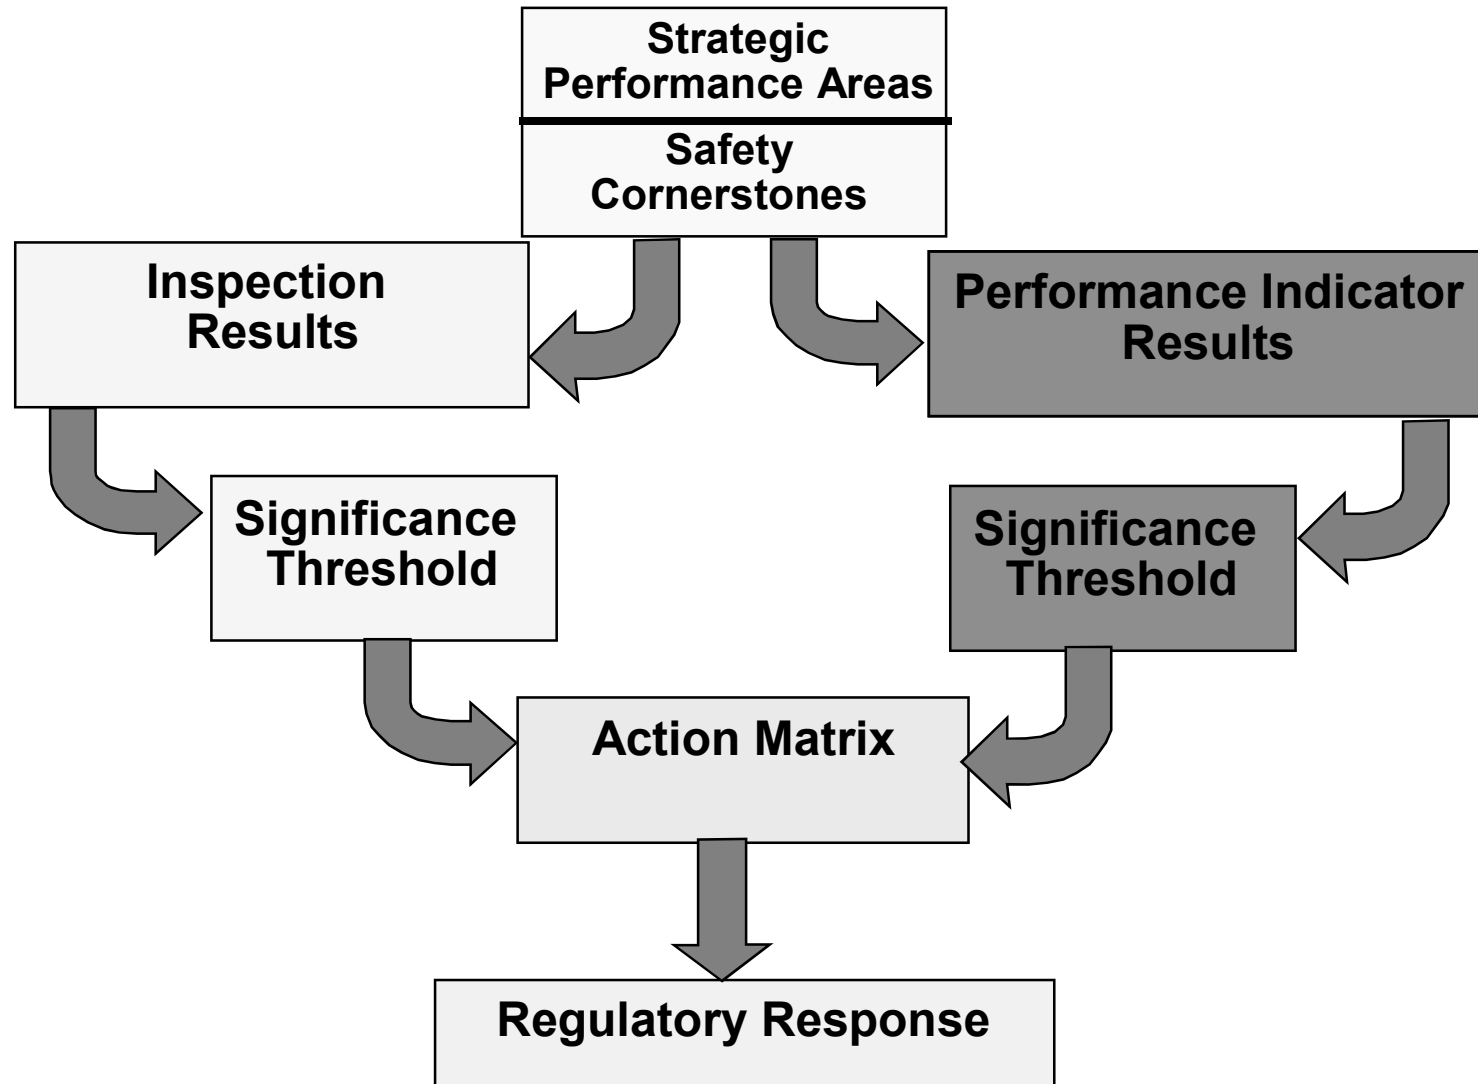 Strategic
Performance Areas
Safety
Cornerstones
Inspection
Results
Performance Indicator
Results
Significance
Threshold
Significance
Threshold
Action Matrix
Regulatory Response